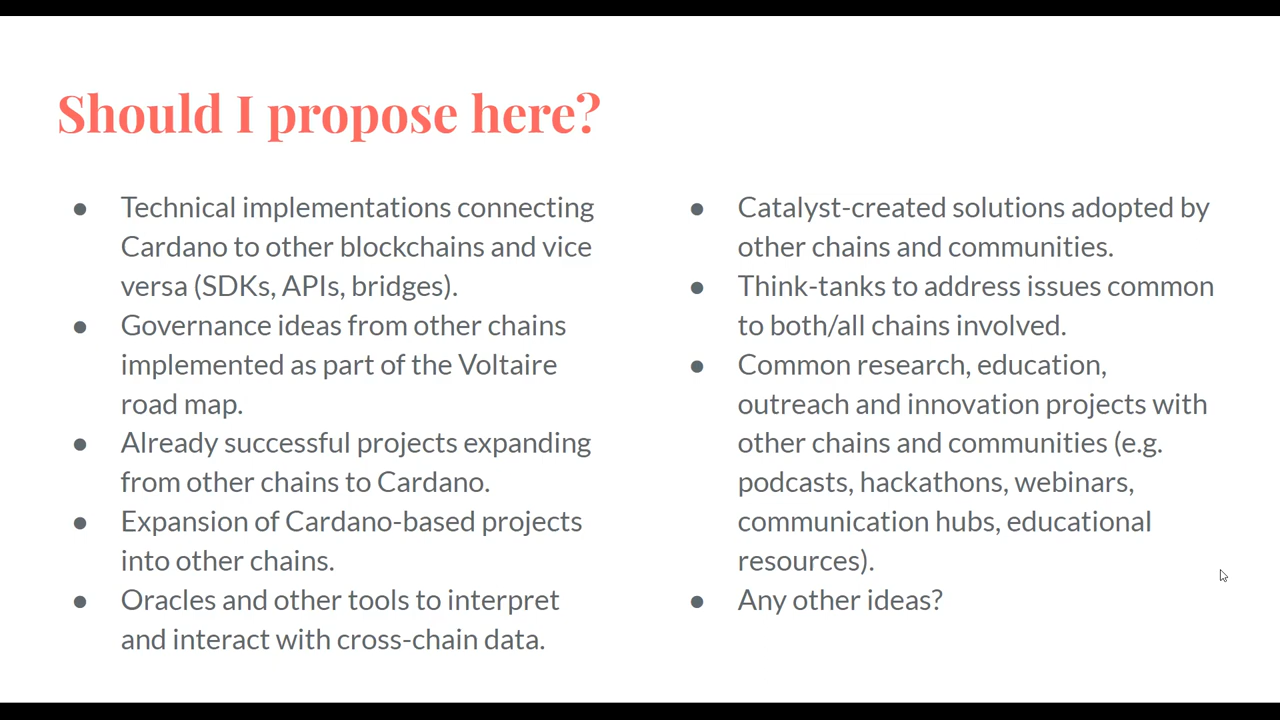 Should I propose here?
● Technical implementations connecting
Cardano to other blockchains and vice
versa (SDKs, APIs, bridges).
● Governance ideas from other chains
implemented as part of the Voltaire
road map.
● Already successful projects expanding
from other chains to Cardano.
● Expansion of Cardano-based projects
into other chains.
● Oracles and other tools to interpret
and interact with cross-chain data.
● Catalyst-created solutions adopted by
other chains and communities.
● Think-tanks to address issues common
to both/all chains involved.
● Common research, education,
outreach and innovation projects with
other chains and communities (e.g.
podcasts, hackathons, webinars,
communication hubs, educational
resources).
● Any other ideas?